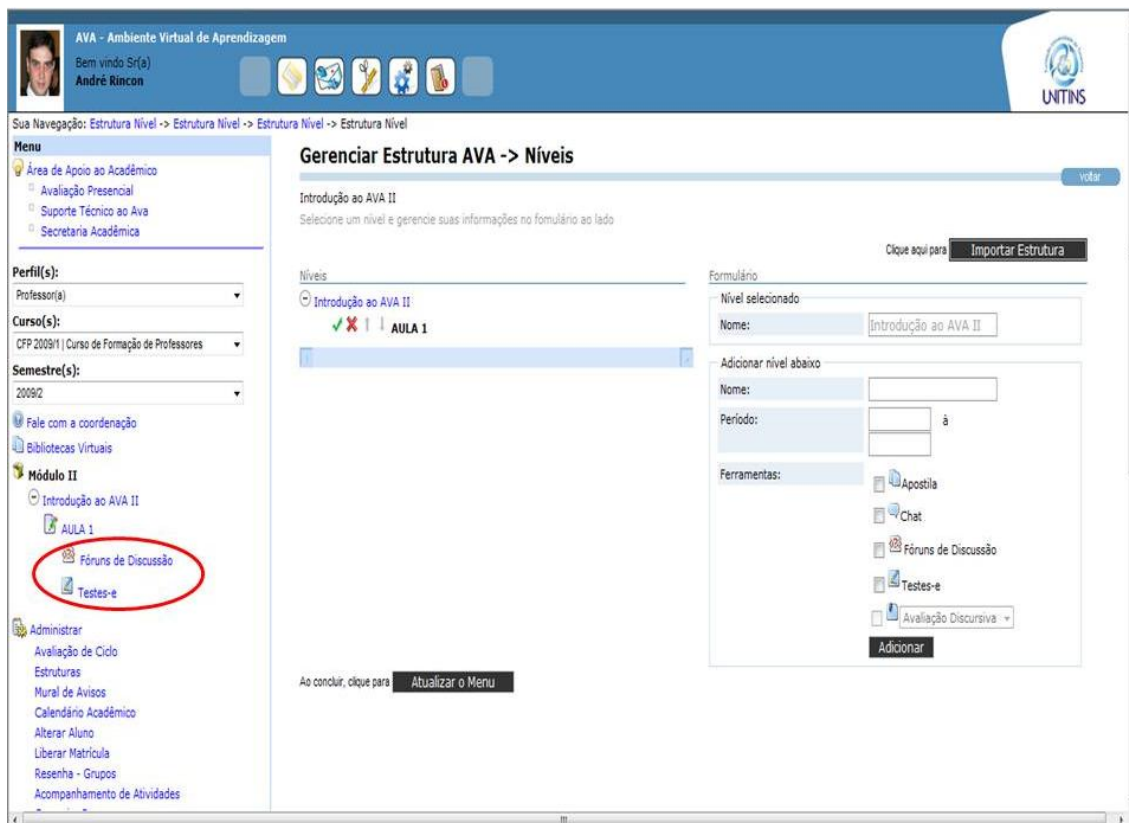 AVA - Ambiente Virtual de Aprendizagem
Bem vindo Sr(a)
André Rincon
UNITINS
Sua Navegação: Estrutura Nível -> Estrutura Nível -> Estrutura Nível -> Estrutura Nível
Menu
Área de Apoio ao Acadêmico
Avaliação Presencial
Suporte Técnico ao Ava
Secretaria Acadêmica
Perfil(s):
Professor(a)
Curso(s):
CFP 2009/1 | Curso de Formação de Professores
Semestre(s):
2009/2
Fale com a coordenação
Bibliotecas Virtuais
Módulo II
Introdução ao AVA II
AULA 1
Fóruns de Discussão
Testes-e
Administrar
Avaliação de Ciclo
Estruturas
Mural de Avisos
Calendário Acadêmico
Alterar Aluno
Liberar Matrícula
Resenha - Grupos
Acompanhamento de Atividades
Gerenciar Estrutura AVA -> Níveis
voltar
Introdução ao AVA II
Selecione um nível e gerencie suas informações no fomulário ao lado
Clique aqui para Importar Estrutura
Níveis
Introdução ao AVA II
AULA 1
Ao concluir, clique para Atualizar o Menu
Formulário
Nível selecionado
Nome: Introdução ao AVA II
Adicionar nível abaixo
Nome:
Período: à
Ferramentas:
Apostila
Chat
Fóruns de Discussão
Testes-e
Avaliação Discursiva
Adicionar